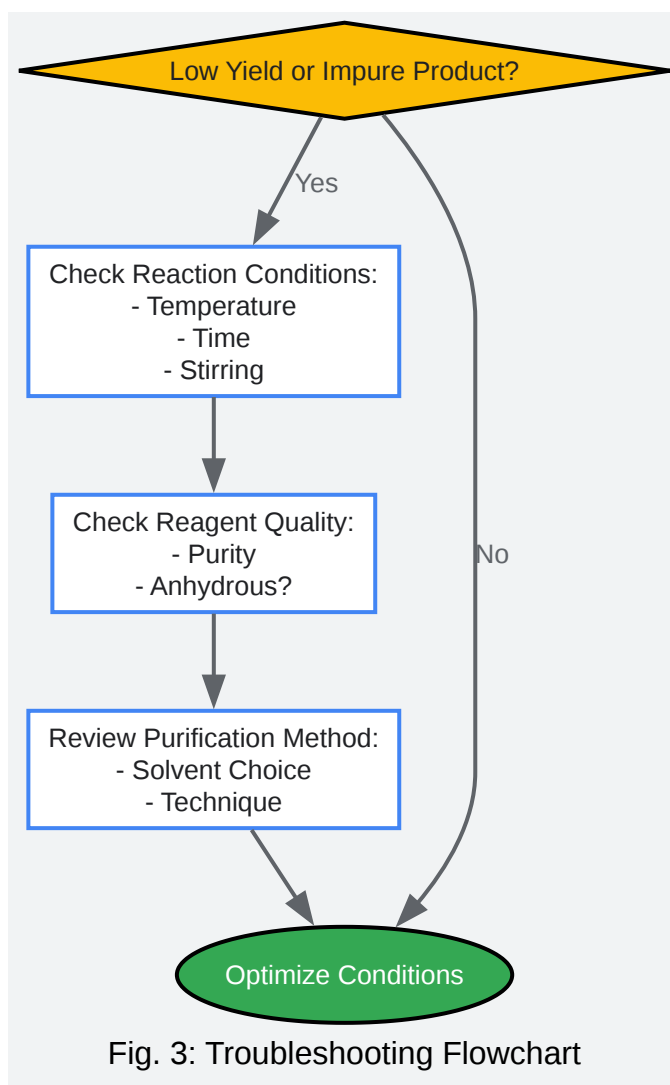 Low Yield or Impure Product?
Yes
Check Reaction Conditions:
- Temperature
- Time
- Stirring
Check Reagent Quality:
- Purity
- Anhydrous?
No
Review Purification Method:
- Solvent Choice
- Technique
Optimize Conditions
Fig. 3: Troubleshooting Flowchart